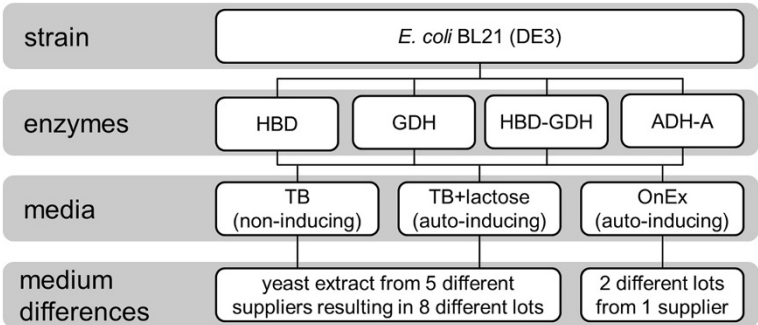 strain
E. coli BL21 (DE3)
enzymes
HBD
GDH
HBD-GDH
ADH-A
media
TB
(non-inducing)
TB+lactose
(auto-inducing)
OnEx
(auto-inducing)
medium
differences
yeast extract from 5 different
suppliers resulting in 8 different lots
2 different lots
from 1 supplier